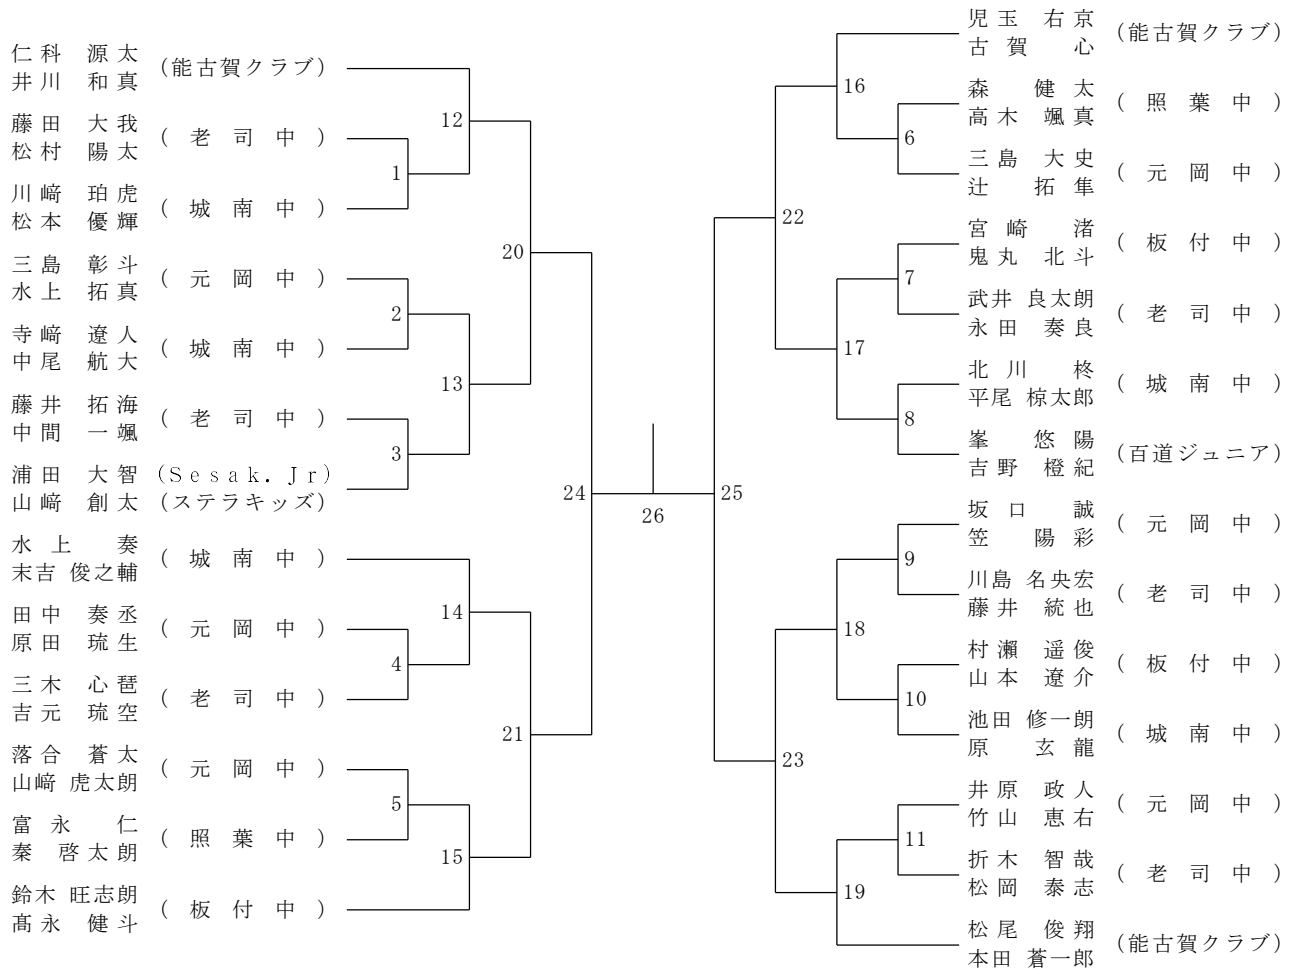 仁科 源太
井川 和真
(能古賀クラブ)
藤田 大我
松村 陽太
(老司中)
川﨑 珀虎
松本 優輝
(城南中)
三島 彰斗
水上 拓真
(元岡中)
寺﨑 遼人
中尾 航大
(城南中)
藤井 拓海
中間 一颯
(老司中)
浦田 大智 (Sesak. Jr)
山﨑 創太 (ステラキッズ)
水上 奏
末吉 俊之輔
(城南中)
田中 奏丞
原田 琉生
(元岡中)
三木 心琶
吉元 琉空
(老司中)
落合 蒼太
山﨑 虎太朗
(元岡中)
富永 仁
秦 啓太朗
(照葉中)
鈴木 旺志朗
髙永 健斗
(板付中)
12
1
20
2
13
3
24
14
4
21
5
15
26
25
16
6
22
7
17
8
9
18
10
23
11
19
児玉 右京
古賀 心
(能古賀クラブ)
森 健太
高木 颯真
(照葉中)
三島 大史
辻 拓隼
(元岡中)
宮崎 渚
鬼丸 北斗
(板付中)
武井 良太朗
永田 奏良
(老司中)
北川 柊
平尾 椋太郎
(城南中)
峯 悠陽
吉野 橙紀
(百道ジュニア)
坂口 誠
笠 陽彩
(元岡中)
川島 名央宏
藤井 統也
(老司中)
村瀬 遥俊
山本 遼介
(板付中)
池田 修一朗
原 玄龍
(城南中)
井原 政人
竹山 恵右
(元岡中)
折木 智哉
松岡 泰志
(老司中)
松尾 俊翔
本田 蒼一郎
(能古賀クラブ)